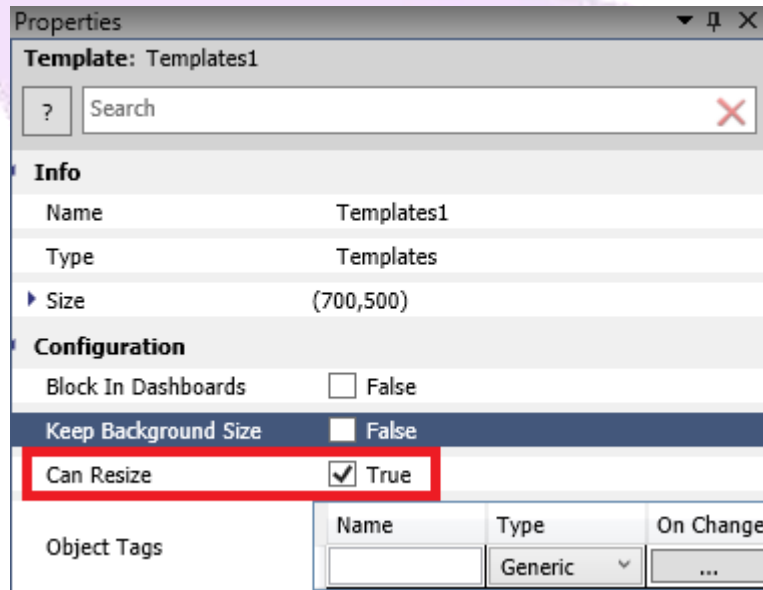 Properties
Template: Templates1
? Search
Info
Name Templates1
Type Templates
Size (700,500)
Configuration
Block In Dashboards False
Keep Background Size False
Can Resize True
Object Tags Name Type On Change
Generic ...